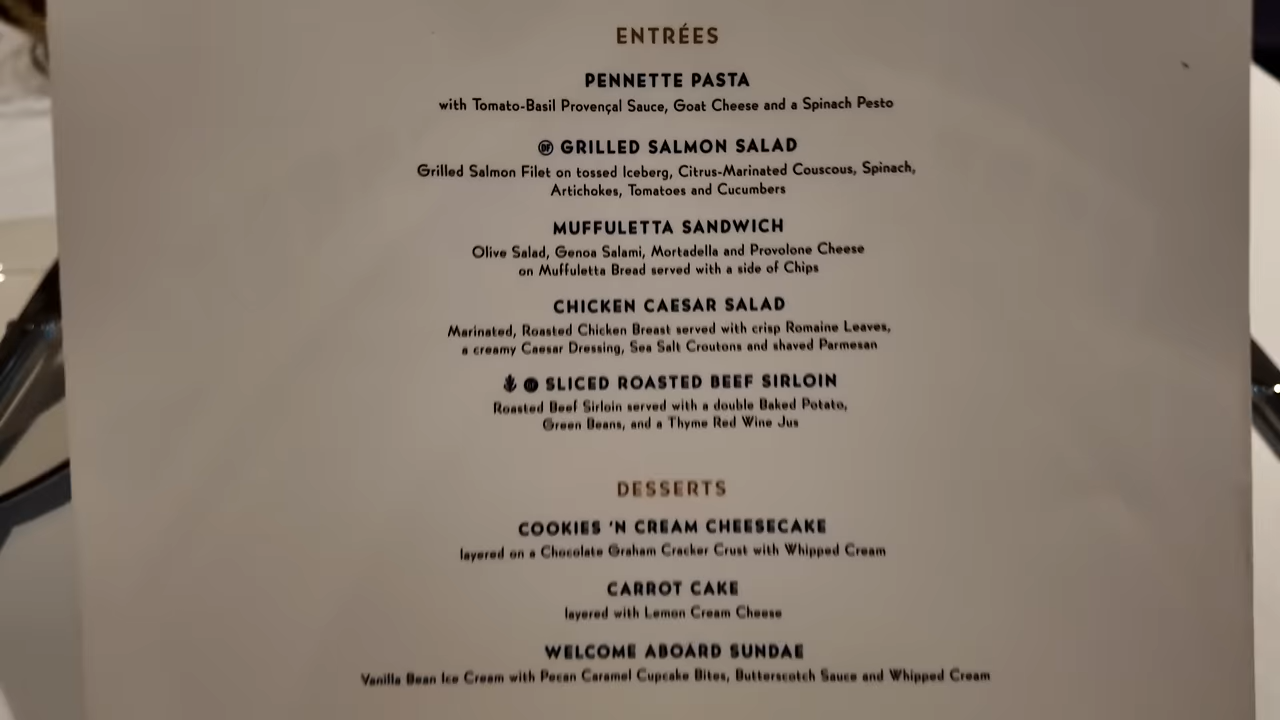 ENTRÉES
PENNETTE PASTA
with Tomato-Basil Provençal Sauce, Goat Cheese and a Spinach Pesto
DF GRILLED SALMON SALAD
Grilled Salmon Filet on tossed Iceberg, Citrus-Marinated Couscous, Spinach,
Artichokes, Tomatoes and Cucumbers
MUFFULETTA SANDWICH
Olive Salad, Genoa Salami, Mortadella and Provolone Cheese
on Muffuletta Bread served with a side of Chips
CHICKEN CAESAR SALAD
Marinated, Roasted Chicken Breast served with crisp Romaine Leaves,
a creamy Caesar Dressing, Sea Salt Croutons and shaved Parmesan
SLICED ROASTED BEEF SIRLOIN
Roasted Beef Sirloin served with a double Baked Potato,
Green Beans, and a Thyme Red Wine Jus
DESSERTS
COOKIES 'N CREAM CHEESECAKE
layered on a Chocolate Graham Cracker Crust with Whipped Cream
CARROT CAKE
layered with Lemon Cream Cheese
WELCOME ABOARD SUNDAE
Vanilla Bean Ice Cream with Pecan Caramel Cupcake Bites, Butterscotch Sauce and Whipped Cream